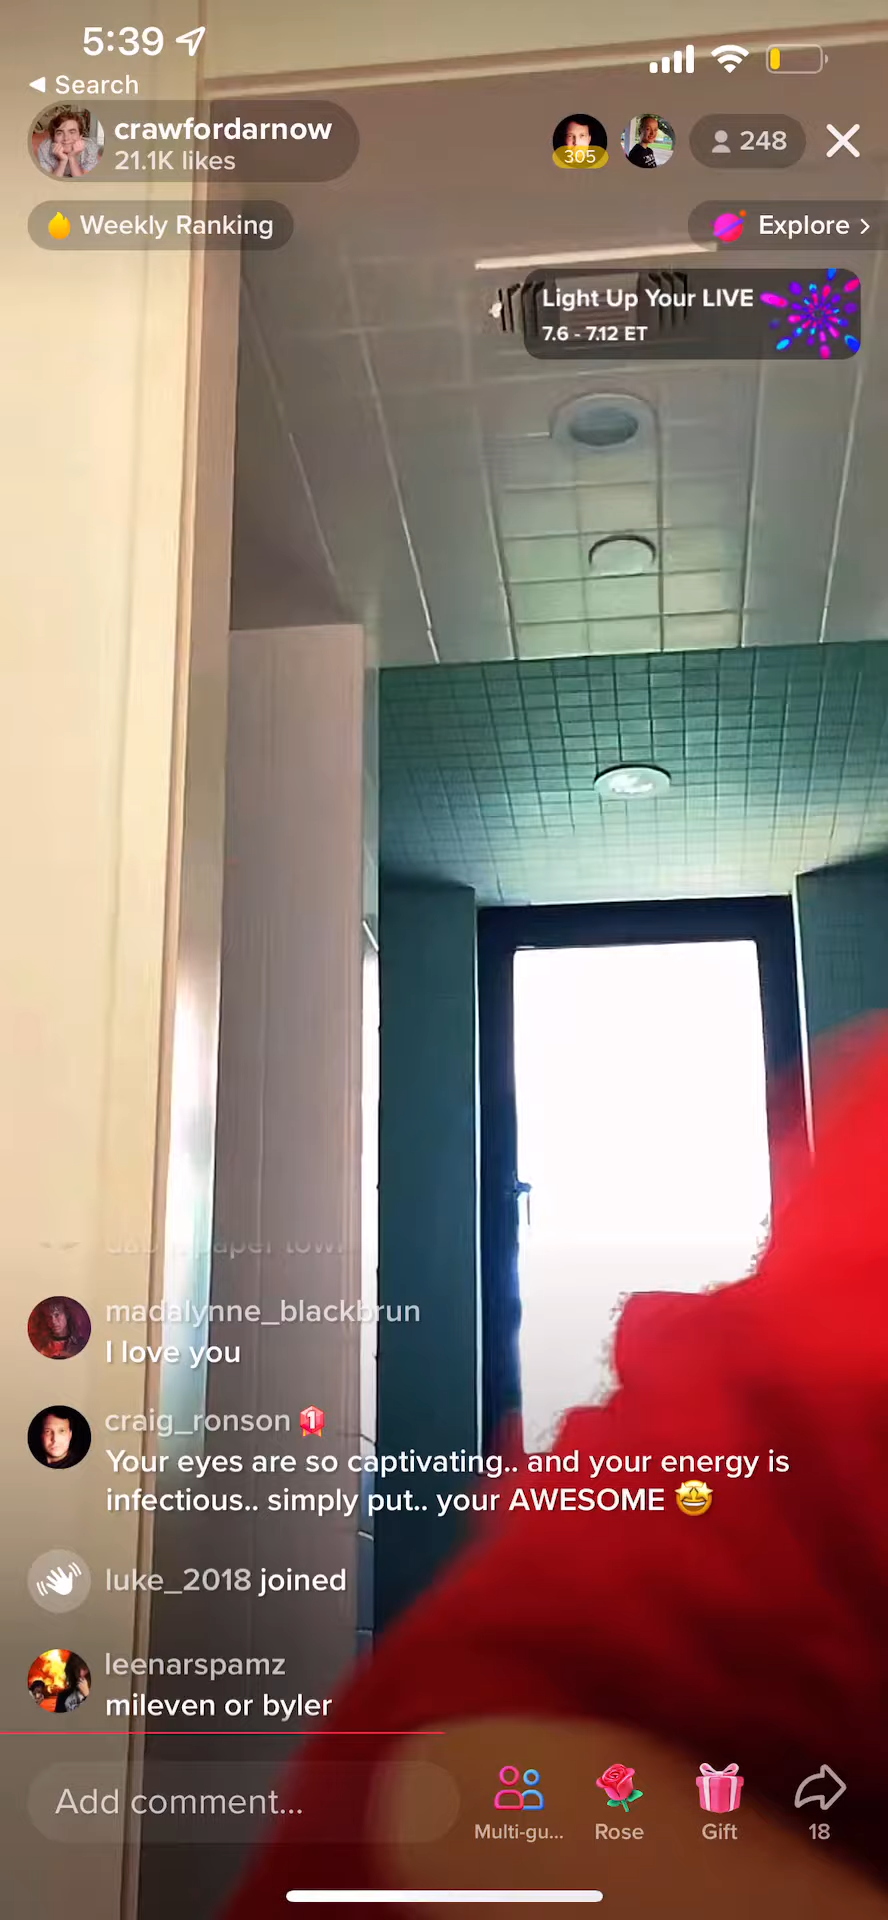 5:39
Search
crawfordarnow
21.1K likes
305
248
Weekly Ranking
Explore
Light Up Your LIVE
7.6 - 7.12 ET
madalynne_blackbrun
I love you
craig_ronson 1
Your eyes are so captivating.. and your energy is
infectious.. simply put.. your AWESOME 🤩
luke_2018 joined
leenarspamz
mileven or byler
Add comment...
Multi-gu...
Rose
Gift
18